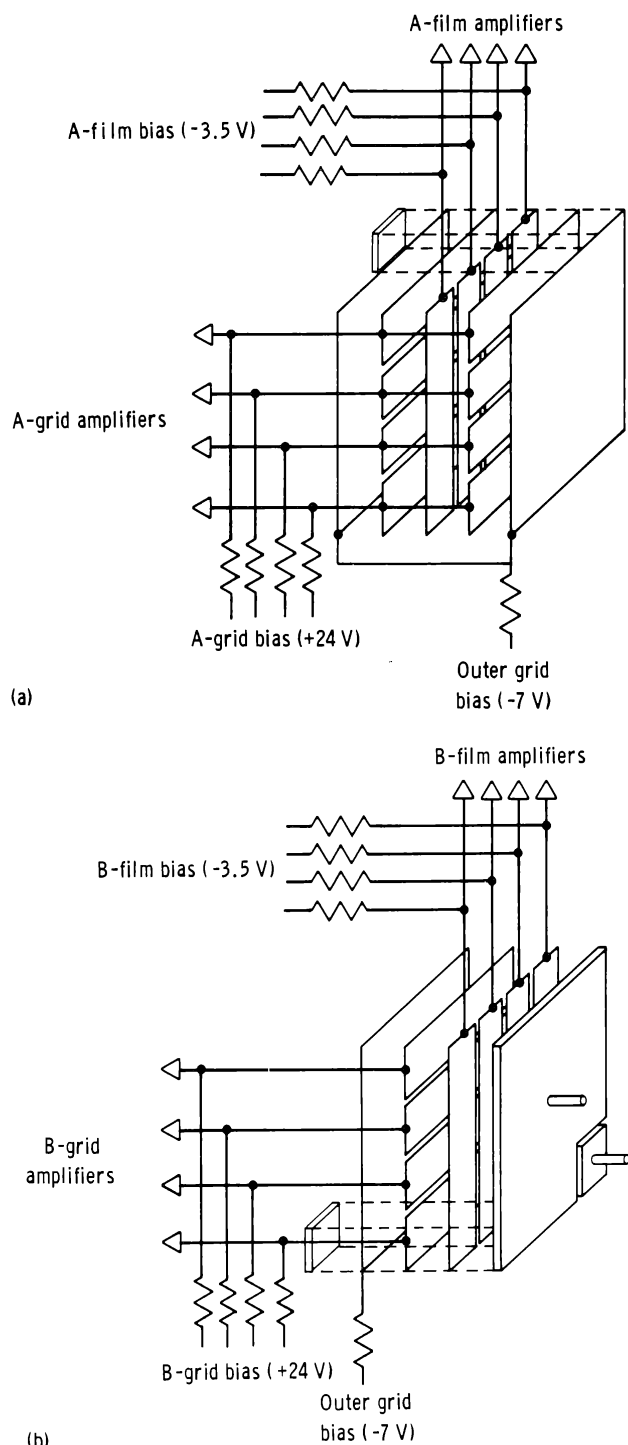 A-film amplifiers
A-film bias (-3.5 V)
A-grid amplifiers
A-grid bias (+24 V)
Outer grid
bias (-7 V)
(a)
B-film amplifiers
B-film bias (-3.5 V)
B-grid
amplifiers
B-grid bias (+24 V)
Outer grid
bias (-7 V)
(b)